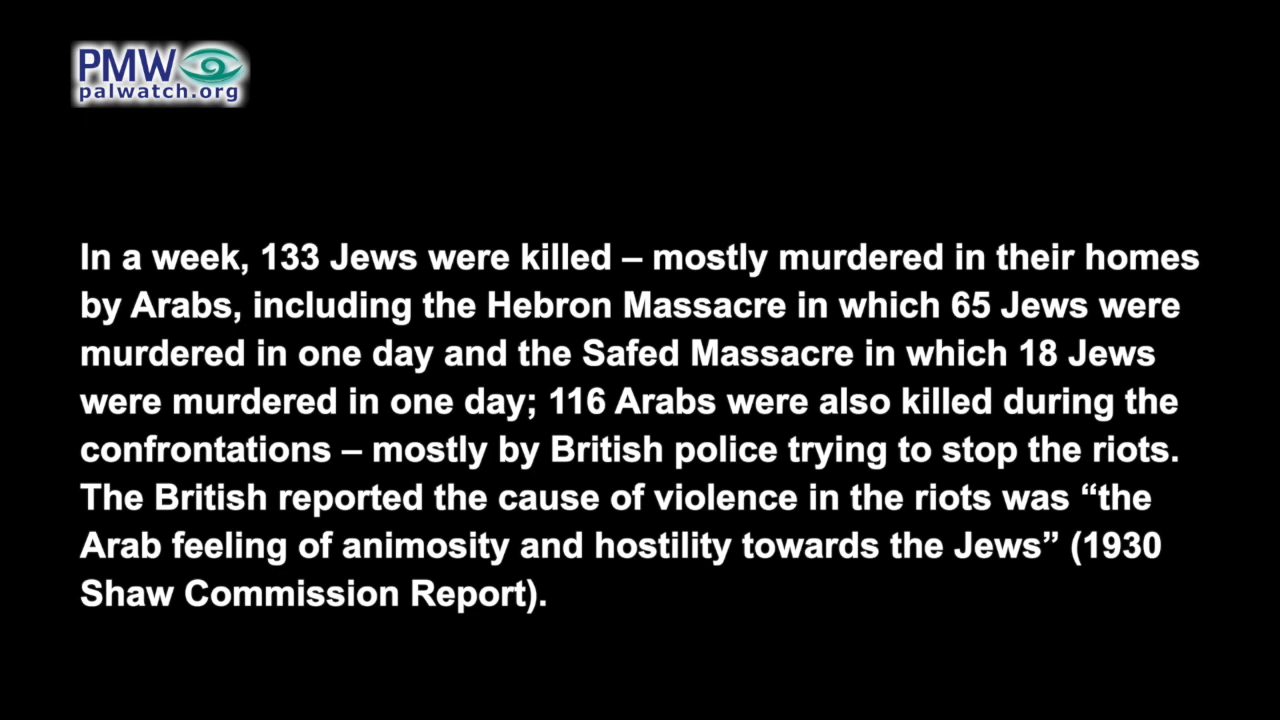 PMW
palwatch.org
In a week, 133 Jews were killed – mostly murdered in their homes
by Arabs, including the Hebron Massacre in which 65 Jews were
murdered in one day and the Safed Massacre in which 18 Jews
were murdered in one day; 116 Arabs were also killed during the
confrontations – mostly by British police trying to stop the riots.
The British reported the cause of violence in the riots was “the
Arab feeling of animosity and hostility towards the Jews” (1930
Shaw Commission Report).